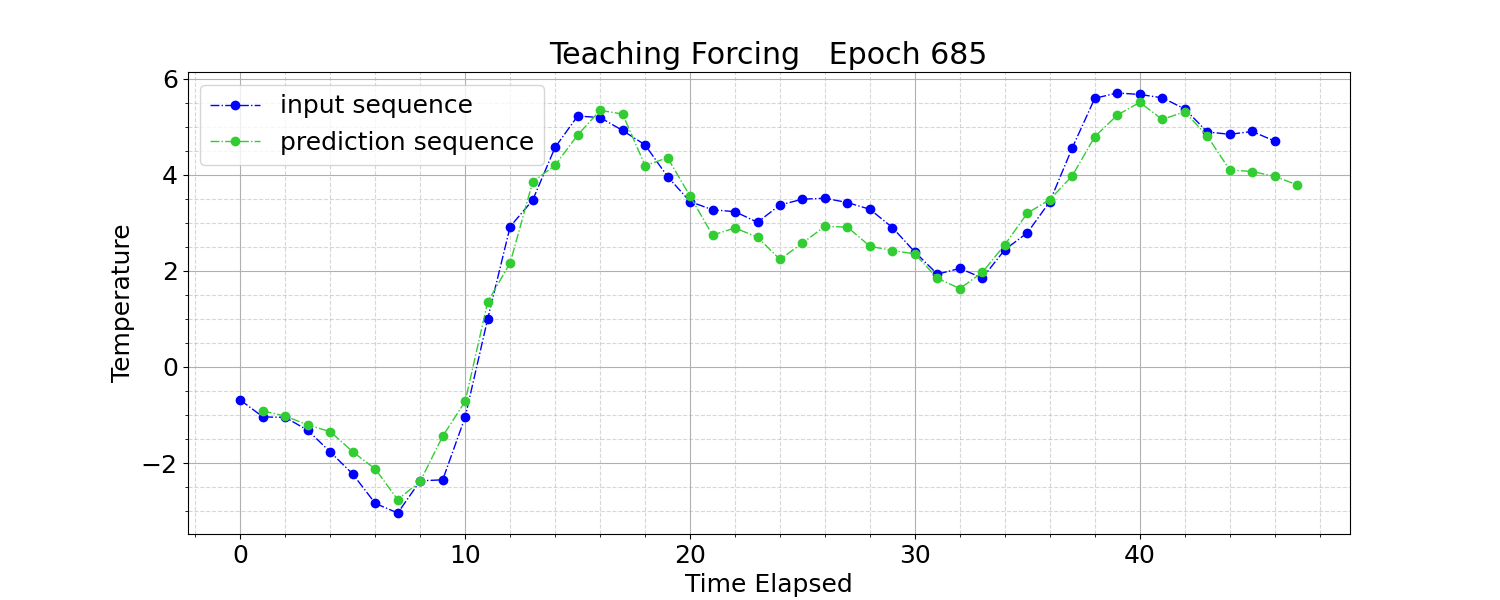 Teaching Forcing   Epoch 685
input sequence
prediction sequence
Temperature
6
4
2
0
−2
0 10 20 30 40
Time Elapsed